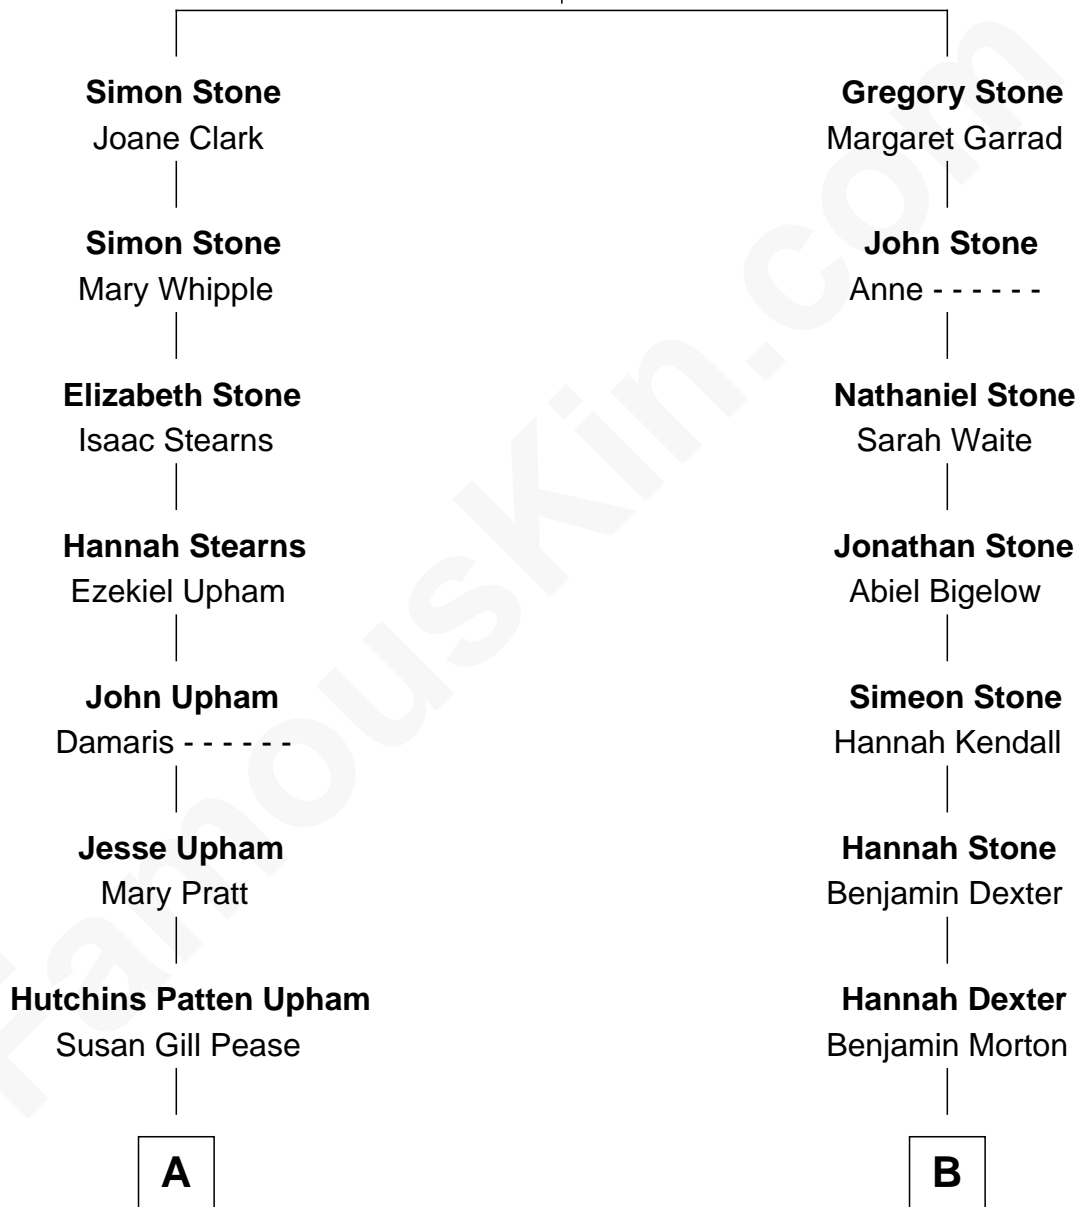 Simon Stone
Joane Clark
Simon Stone
Mary Whipple
Elizabeth Stone
Isaac Stearns
Hannah Stearns
Ezekiel Upham
John Upham
Damaris - - - - - -
Jesse Upham
Mary Pratt
Hutchins Patten Upham
Susan Gill Pease
A
Gregory Stone
Margaret Garrad
John Stone
Anne - - - - - -
Nathaniel Stone
Sarah Waite
Jonathan Stone
Abiel Bigelow
Simeon Stone
Hannah Kendall
Hannah Stone
Benjamin Dexter
Hannah Dexter
Benjamin Morton
B
FamousKin.com